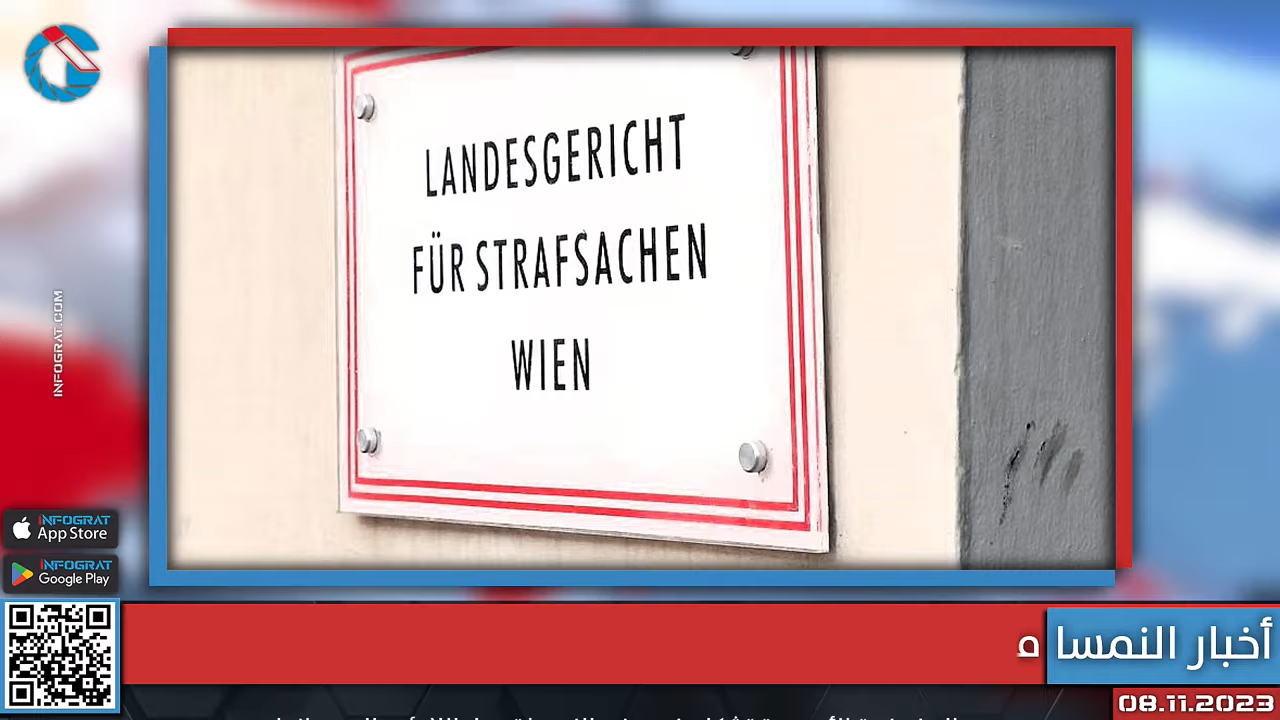 LANDESGERICHT
FÜR STRAFSACHEN
WIEN
INFOGRAT.COM
INFOGRAT
App Store
INFOGRAT
Google Play
أخبار النمسا
08.11.2023